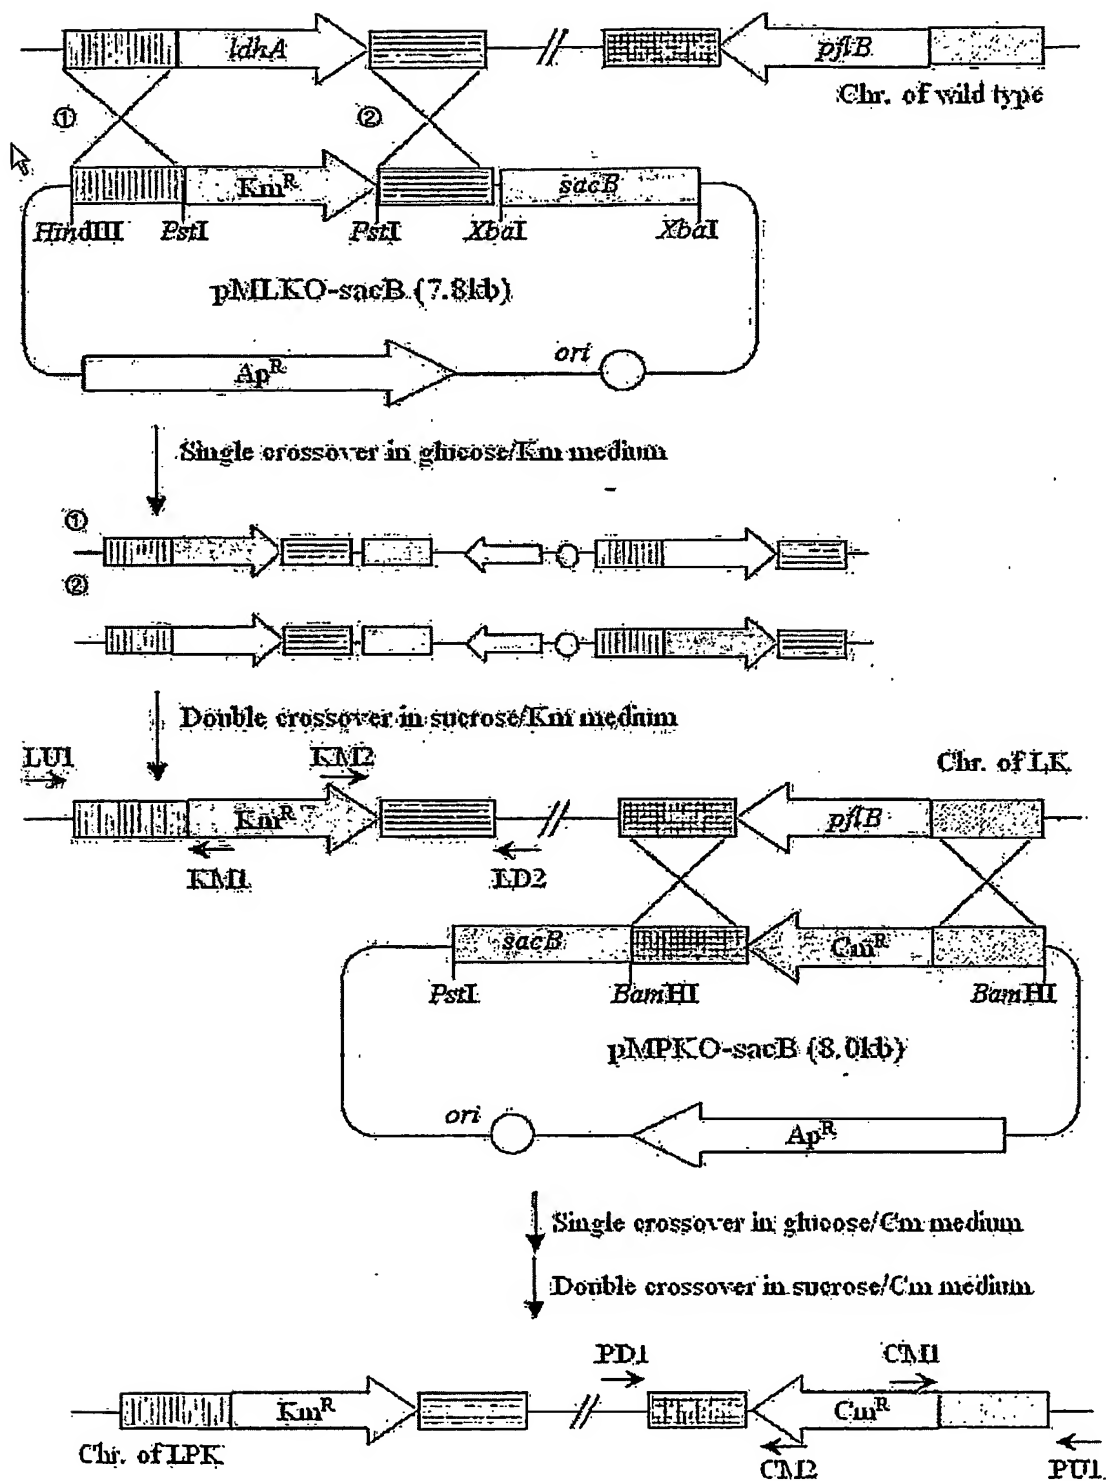 ldhA
pflB
Chr. of wild type
①
②
Km^R
sacB
HindIII
PstI
PstI
XbaI
XbaI
pMLKO-sacB (7.8kb)
Ap^R
ori
Single crossover in glucose/Km medium
①
②
Double crossover in sucrose/Km medium
LU1
KM2
Chr. of LK
Km^R
pflB
KM1
LD2
sacB
Cm^R
PstI
BamHI
BamHI
pMPKO-sacB (8.0kb)
ori
Ap^R
Single crossover in glucose/Cm medium
Double crossover in sucrose/Cm medium
PD1
CM1
Km^R
Cm^R
Chr. of LPK
CM2
PU1